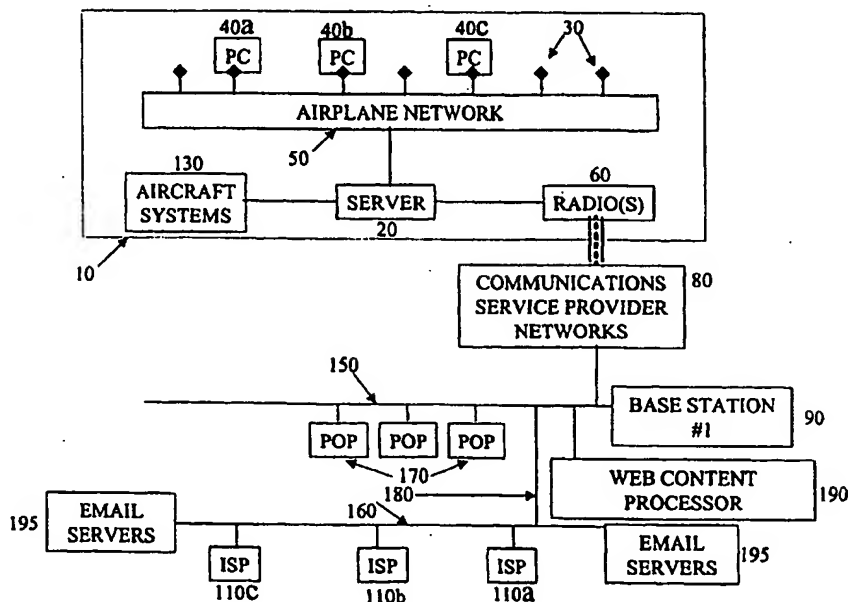 40a 40b 40c 30
PC PC PC
AIRPLANE NETWORK
50
130 60
AIRCRAFT
SYSTEMS
SERVER
RADIO(S)
20
10
COMMUNICATIONS
SERVICE PROVIDER
NETWORKS
80
150
BASE STATION
#1
90
POP POP POP
170
WEB CONTENT
PROCESSOR
190
180
160
195
EMAIL
SERVERS
EMAIL
SERVERS
195
ISP ISP ISP
110c 110b 110a